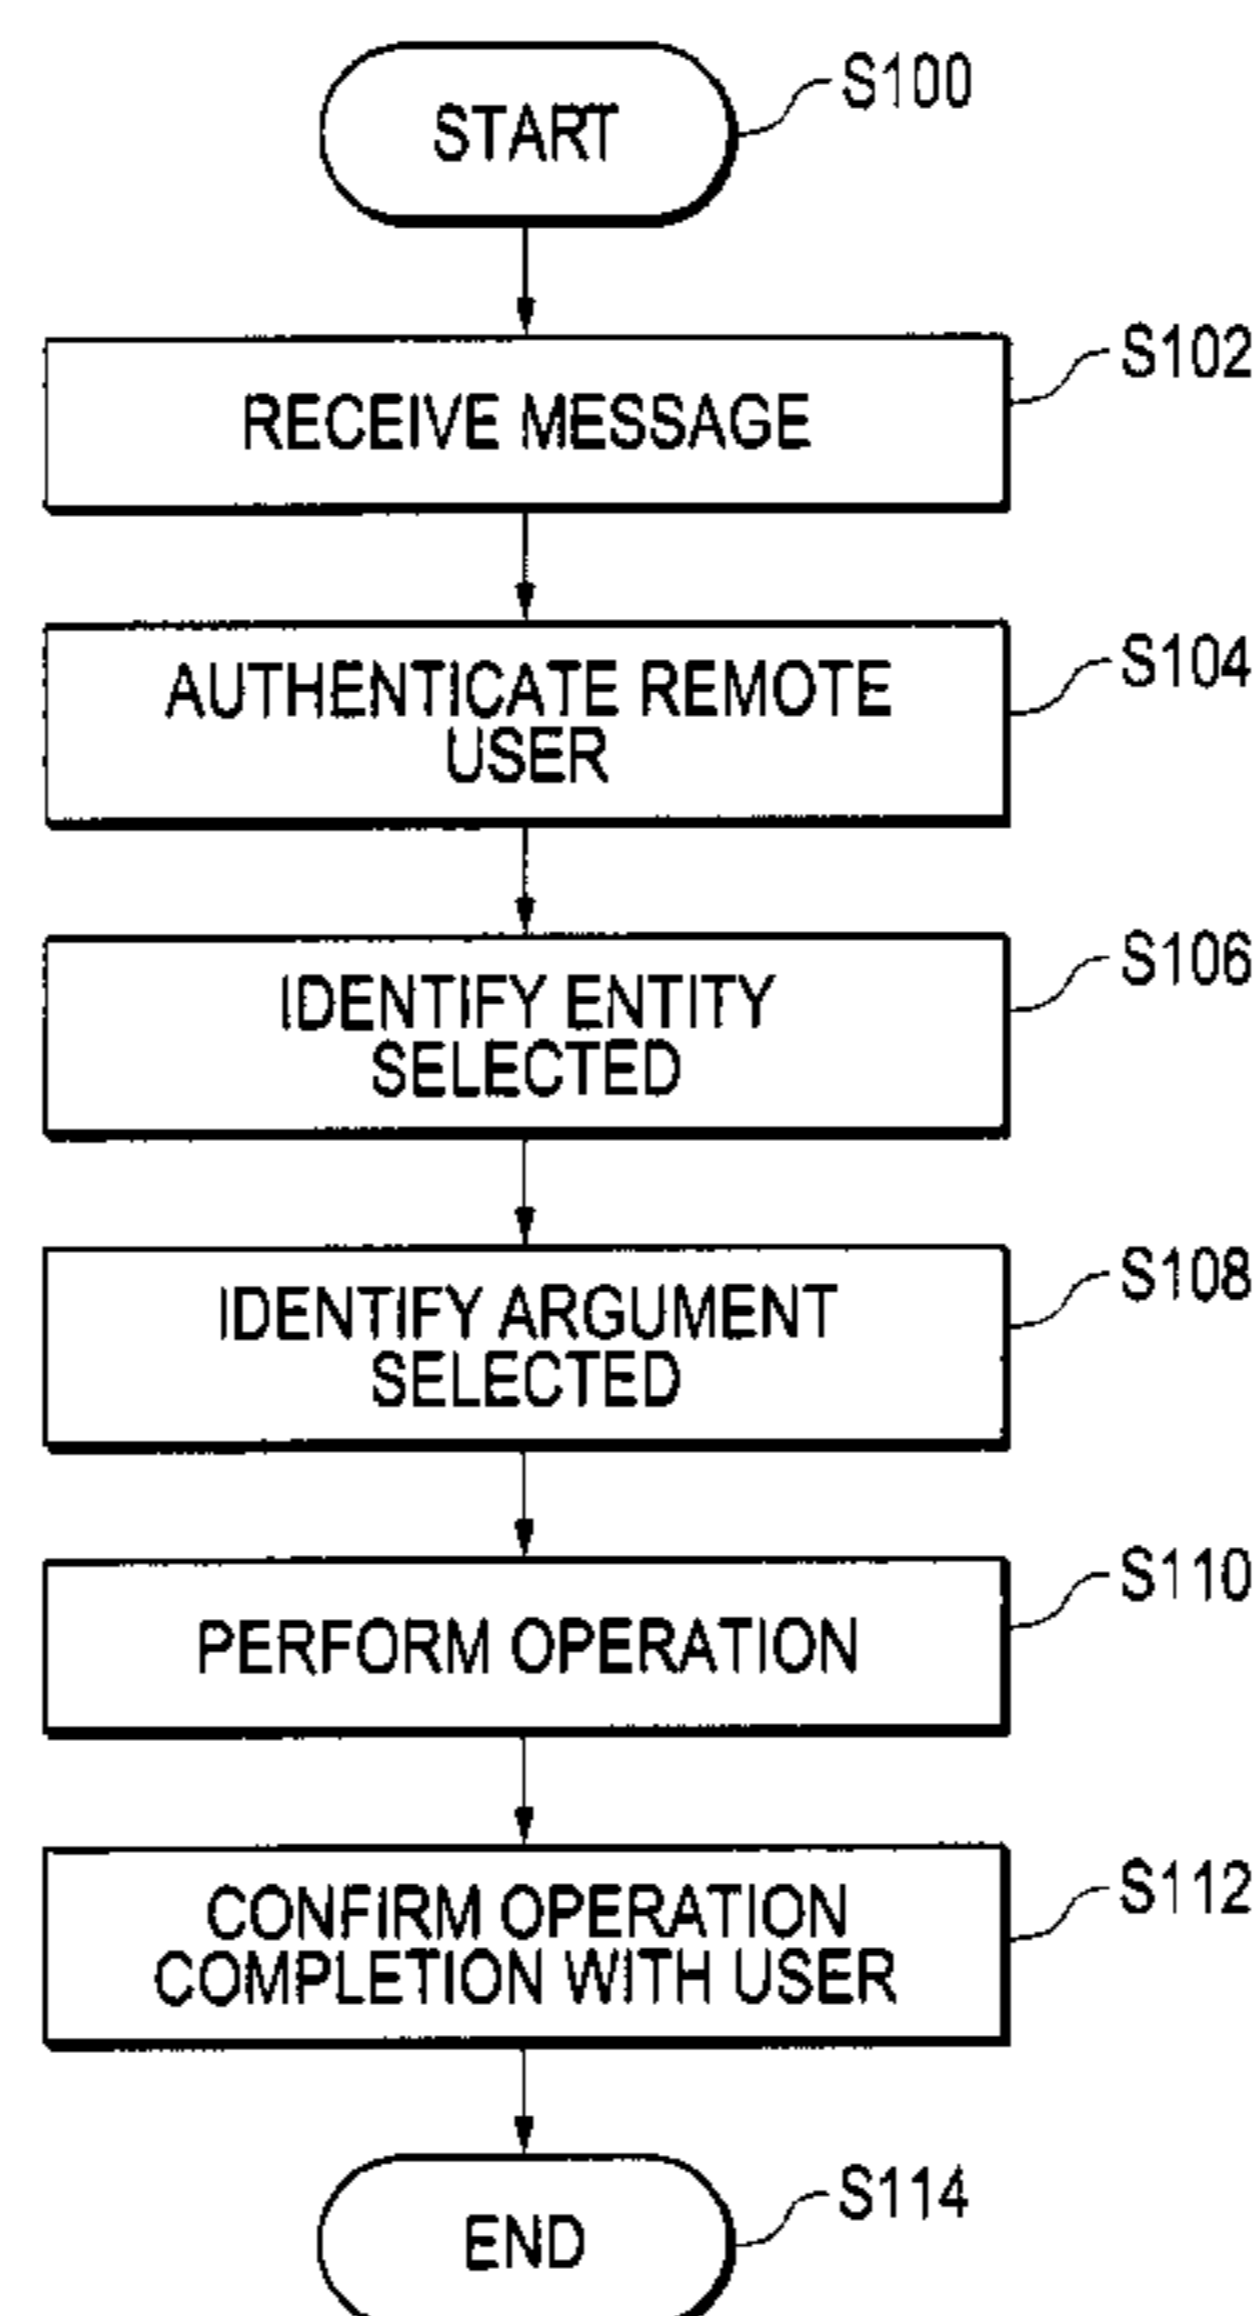 START
S100
RECEIVE MESSAGE
S102
AUTHENTICATE REMOTE
USER
S104
IDENTIFY ENTITY
SELECTED
S106
IDENTIFY ARGUMENT
SELECTED
S108
PERFORM OPERATION
S110
CONFIRM OPERATION
COMPLETION WITH USER
S112
END
S114